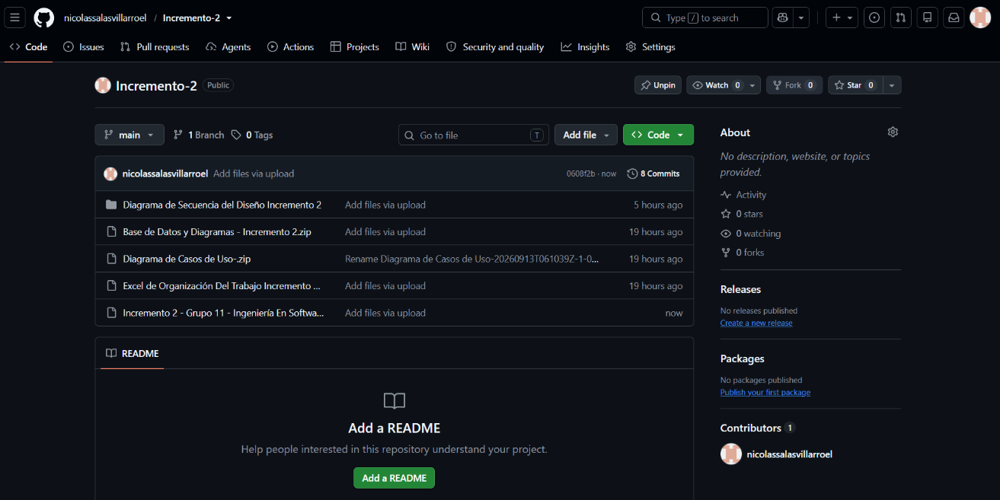 nicolassalasvillarroel / Incremento-2
Type / to search
Code Issues Pull requests Agents Actions Projects Wiki Security and quality Insights Settings
Incremento-2 Public
Unpin Watch 0 Fork 0 Star 0
main 1 Branch 0 Tags
Go to file T Add file Code
nicolassalasvillarroel Add files via upload 0608f2b · now 8 Commits
Diagrama de Secuencia del Diseño Incremento 2 Add files via upload 5 hours ago
Base de Datos y Diagramas - Incremento 2.zip Add files via upload 19 hours ago
Diagrama de Casos de Uso-.zip Rename Diagrama de Casos de Uso-20260913T061039Z-1-0... 19 hours ago
Excel de Organización Del Trabajo Incremento ... Add files via upload 19 hours ago
Incremento 2 - Grupo 11 - Ingeniería En Softwa... Add files via upload now
README
Add a README
Help people interested in this repository understand your project.
Add a README
About
No description, website, or topics
provided.
Activity
0 stars
0 watching
0 forks
Releases
No releases published
Create a new release
Packages
No packages published
Publish your first package
Contributors 1
nicolassalasvillarroel